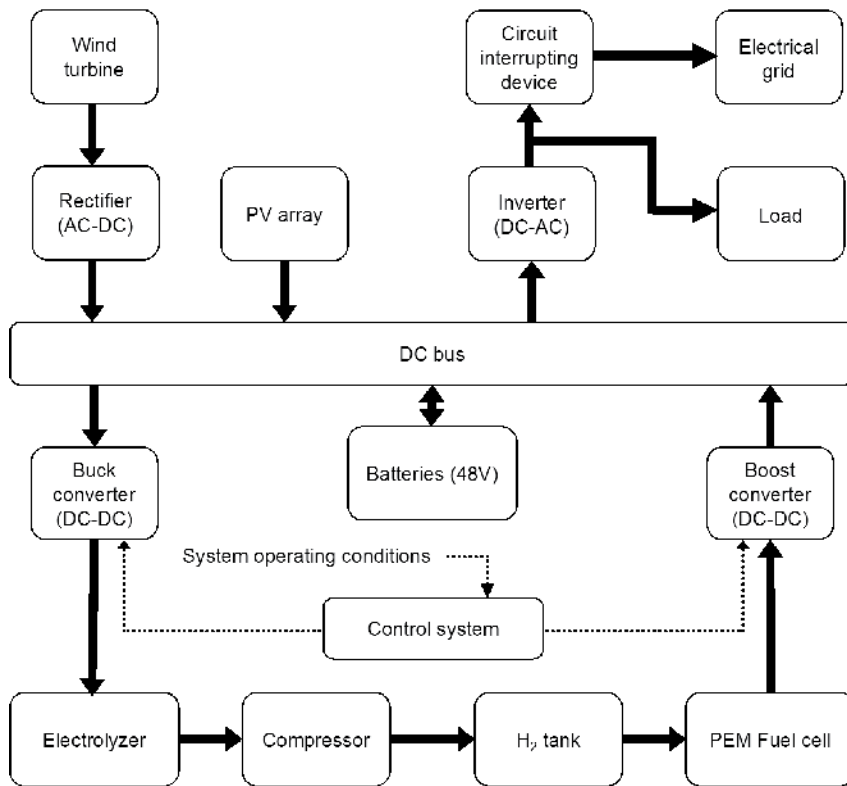 Wind
turbine
Circuit
interrupting
device
Electrical
grid
Rectifier
(AC-DC)
PV array
Inverter
(DC-AC)
Load
DC bus
Buck
converter
(DC-DC)
Batteries (48V)
Boost
converter
(DC-DC)
System operating conditions
Control system
Electrolyzer
Compressor
H₂ tank
PEM Fuel cell